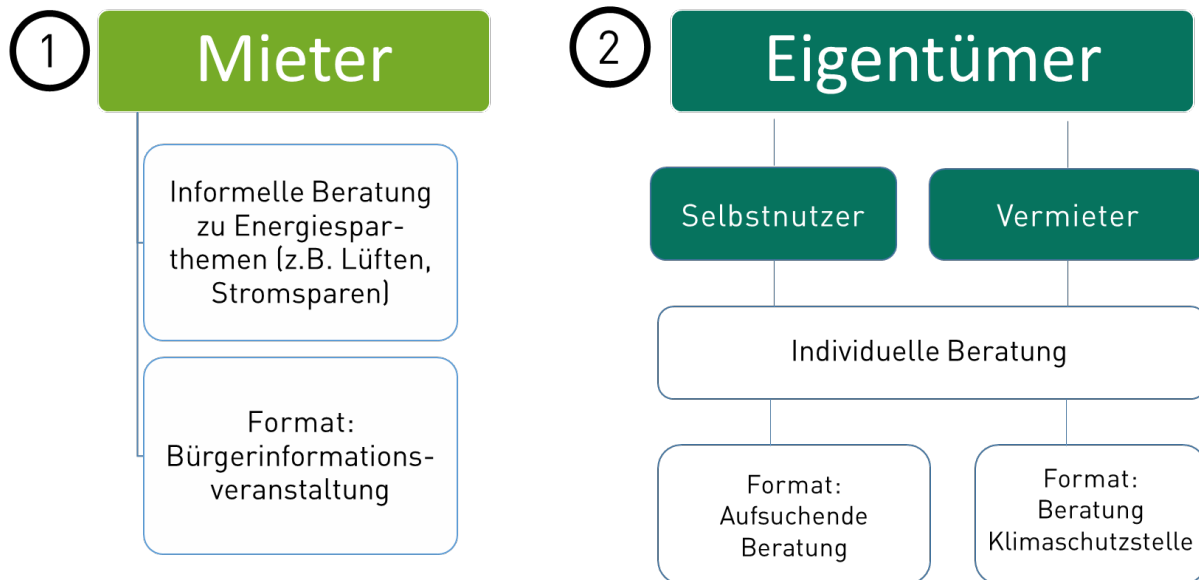 1
Mieter
Informelle Beratung
zu Energiespar-
themen (z.B. Lüften,
Stromsparen)
Format:
Bürgerinformations-
veranstaltung
2
Eigentümer
Selbstnutzer
Vermieter
Individuelle Beratung
Format:
Aufsuchende
Beratung
Format:
Beratung
Klimaschutzstelle